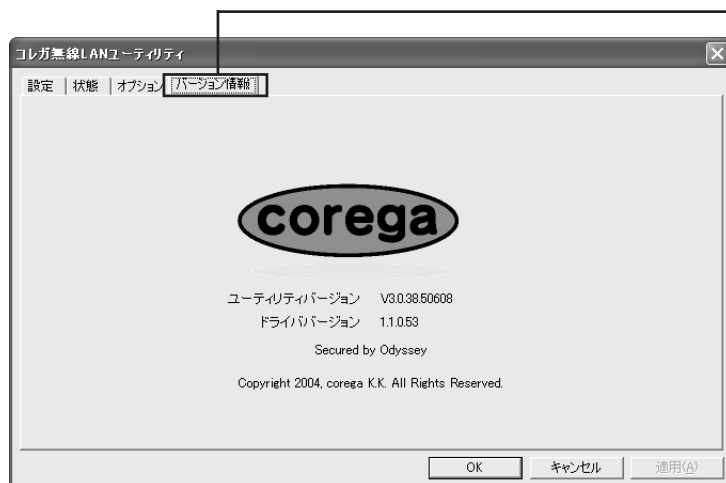 コレガ無線LANユーティリティ
設定 状態 オプション バージョン情報
corega
ユーティリティバージョン V3.0.38.50608
ドライババージョン 1.1.0.53
Secured by Odyssey
Copyright 2004, corega K.K. All Rights Reserved.
OK キャンセル 適用(A)